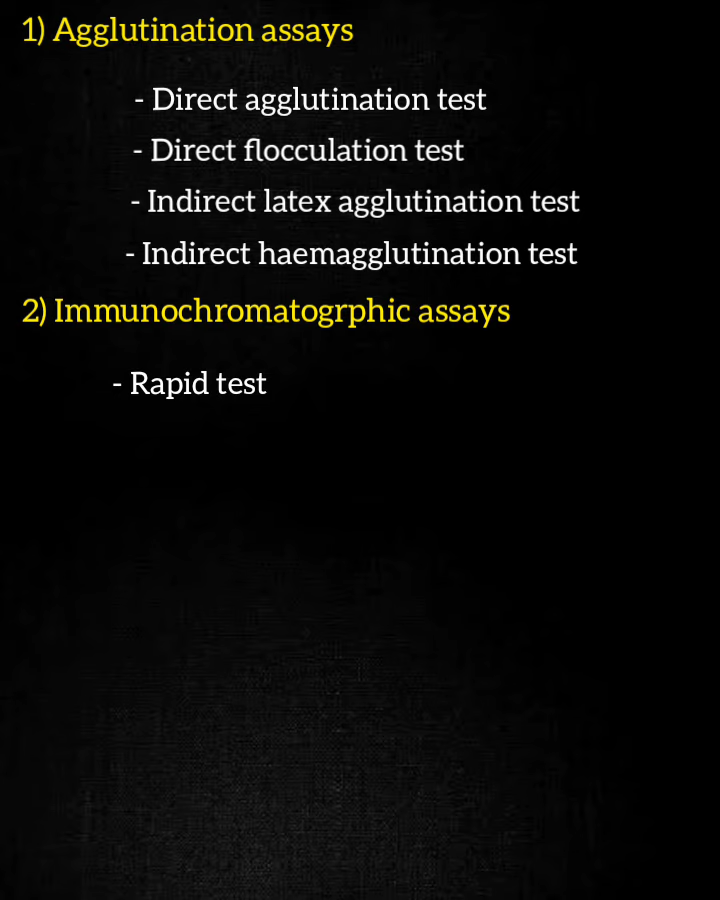 1) Agglutination assays
- Direct agglutination test
- Direct flocculation test
- Indirect latex agglutination test
- Indirect haemagglutination test
2) Immunochromatogrphic assays
- Rapid test